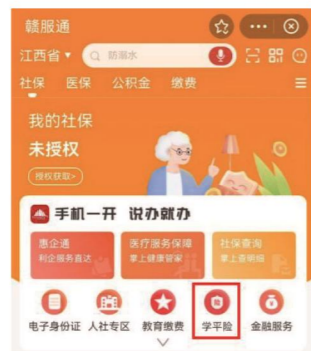 赣服通
江西省
防溺水
社保 医保 公积金 缴费
我的社保
未授权
授权获取>
手机一开 说办就办
惠企通 医疗服务保障 社保查询
利企服务直达 掌上健康管家 掌上查明细
电子身份证 人社专区 教育缴费 学平险 金融服务